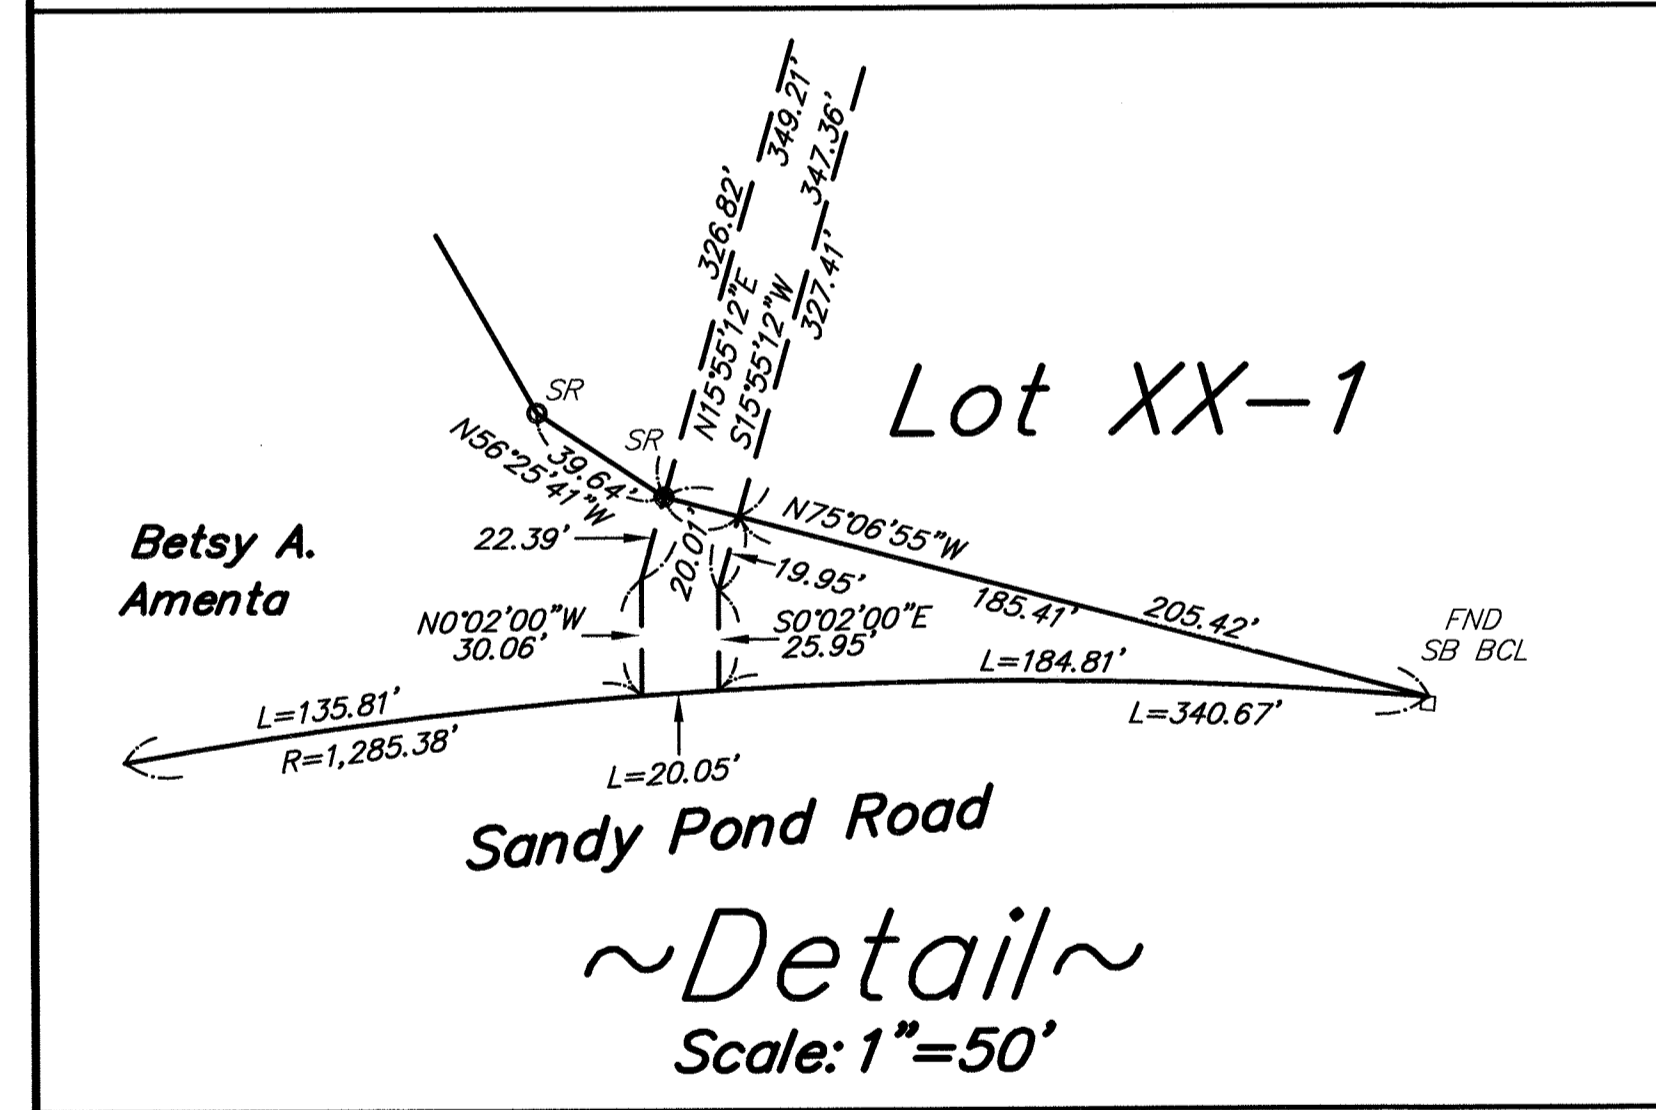 349.21'
347.36'
326.82'
327.41'
N15°55'12"E
S15°55'12"W
Lot XX-1
SR
SR
39.64'
N56°25'41"W
N75°06'55"W
Betsy A.
Amenta
22.39'
20.01'
19.95'
185.41'
205.42'
FND
SB BCL
N0°02'00"W
30.06'
S0°02'00"E
25.95'
L=184.81'
L=340.67'
L=135.81'
R=1,285.38'
L=20.05'
Sandy Pond Road
~Detail~
Scale: 1"=50'